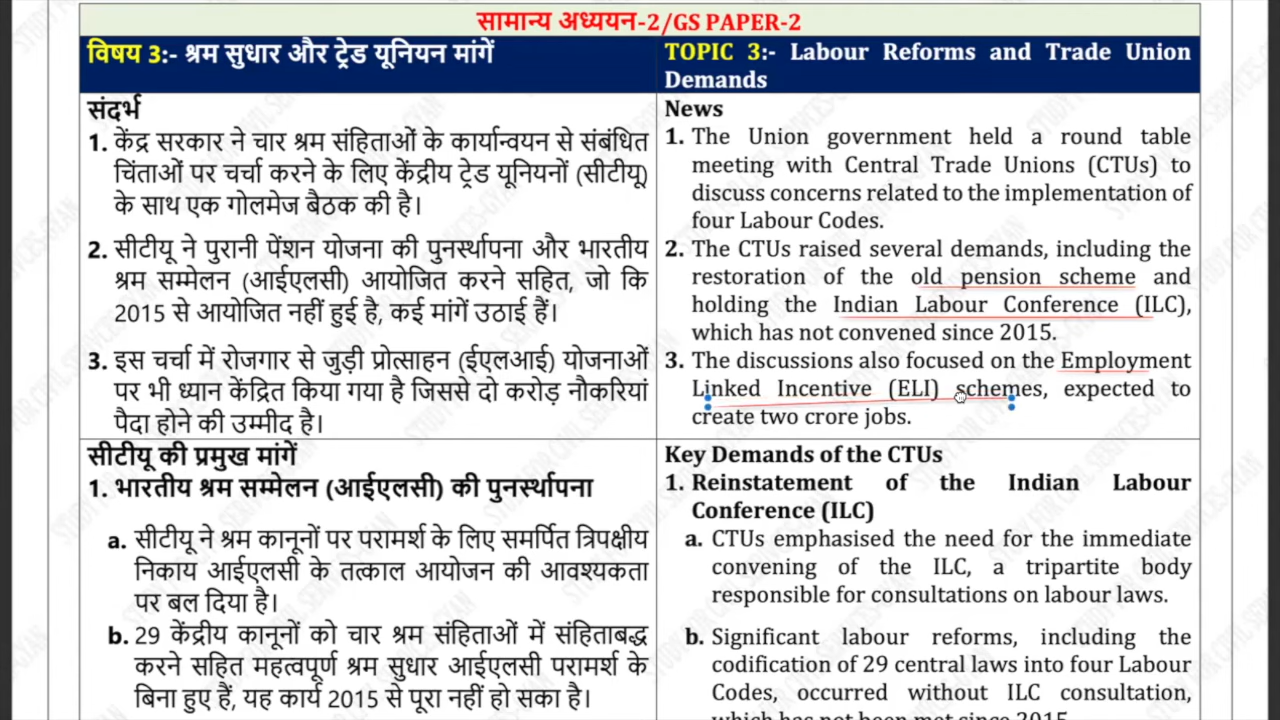 सामान्य अध्ययन-2/GS PAPER-2
विषय 3:- श्रम सुधार और ट्रेड यूनियन मांगें
संदर्भ
1. केंद्र सरकार ने चार श्रम संहिताओं के कार्यान्वयन से संबंधित
चिंताओं पर चर्चा करने के लिए केंद्रीय ट्रेड यूनियनों (सीटीयू)
के साथ एक गोलमेज बैठक की है।
2. सीटीयू ने पुरानी पेंशन योजना की पुनर्स्थापना और भारतीय
श्रम सम्मेलन (आईएलसी) आयोजित करने सहित, जो कि
2015 से आयोजित नहीं हुई है, कई मांगें उठाई हैं।
3. इस चर्चा में रोजगार से जुड़ी प्रोत्साहन (ईएलआई) योजनाओं
पर भी ध्यान केंद्रित किया गया है जिससे दो करोड़ नौकरियां
पैदा होने की उम्मीद है।
सीटीयू की प्रमुख मांगें
1. भारतीय श्रम सम्मेलन (आईएलसी) की पुनर्स्थापना
a. सीटीयू ने श्रम कानूनों पर परामर्श के लिए समर्पित त्रिपक्षीय
निकाय आईएलसी के तत्काल आयोजन की आवश्यकता
पर बल दिया है।
b. 29 केंद्रीय कानूनों को चार श्रम संहिताओं में संहिताबद्ध
करने सहित महत्वपूर्ण श्रम सुधार आईएलसी परामर्श के
बिना हुए हैं, यह कार्य 2015 से पूरा नहीं हो सका है।
TOPIC 3:- Labour Reforms and Trade Union
Demands
News
1. The Union government held a round table
meeting with Central Trade Unions (CTUs) to
discuss concerns related to the implementation of
four Labour Codes.
2. The CTUs raised several demands, including the
restoration of the old pension scheme and
holding the Indian Labour Conference (ILC),
which has not convened since 2015.
3. The discussions also focused on the Employment
Linked Incentive (ELI) schemes, expected to
create two crore jobs.
Key Demands of the CTUs
1. Reinstatement of the Indian Labour
Conference (ILC)
a. CTUs emphasised the need for the immediate
convening of the ILC, a tripartite body
responsible for consultations on labour laws.
b. Significant labour reforms, including the
codification of 29 central laws into four Labour
Codes, occurred without ILC consultation,
which has not been met since 2015